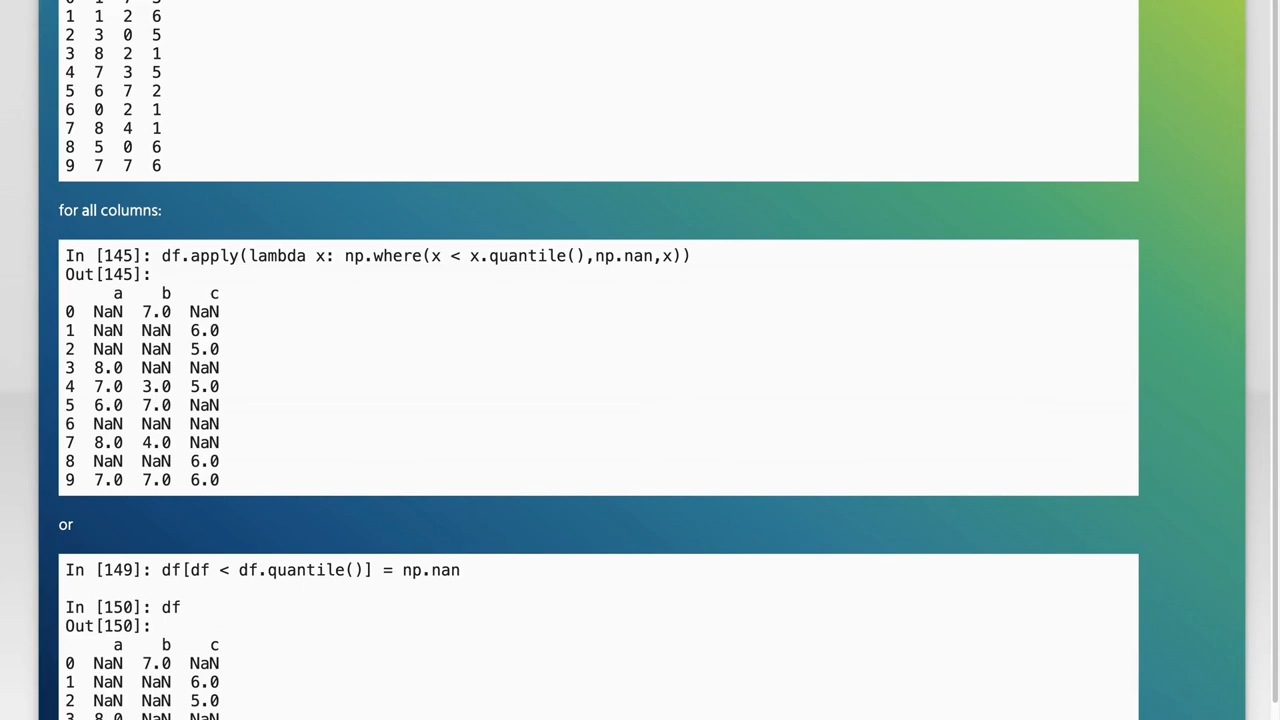 1 1 2 6
2 3 0 5
3 8 2 1
4 7 3 5
5 6 7 2
6 0 2 1
7 8 4 1
8 5 0 6
9 7 7 6
for all columns:
In [145]: df.apply(lambda x: np.where(x < x.quantile(),np.nan,x))
Out[145]:
a b c
0 NaN 7.0 NaN
1 NaN NaN 6.0
2 NaN NaN 5.0
3 8.0 NaN NaN
4 7.0 3.0 5.0
5 6.0 7.0 NaN
6 NaN NaN NaN
7 8.0 4.0 NaN
8 NaN NaN 6.0
9 7.0 7.0 6.0
or
In [149]: df[df < df.quantile()] = np.nan
In [150]: df
Out[150]:
a b c
0 NaN 7.0 NaN
1 NaN NaN 6.0
2 NaN NaN 5.0
3 8.0 NaN NaN